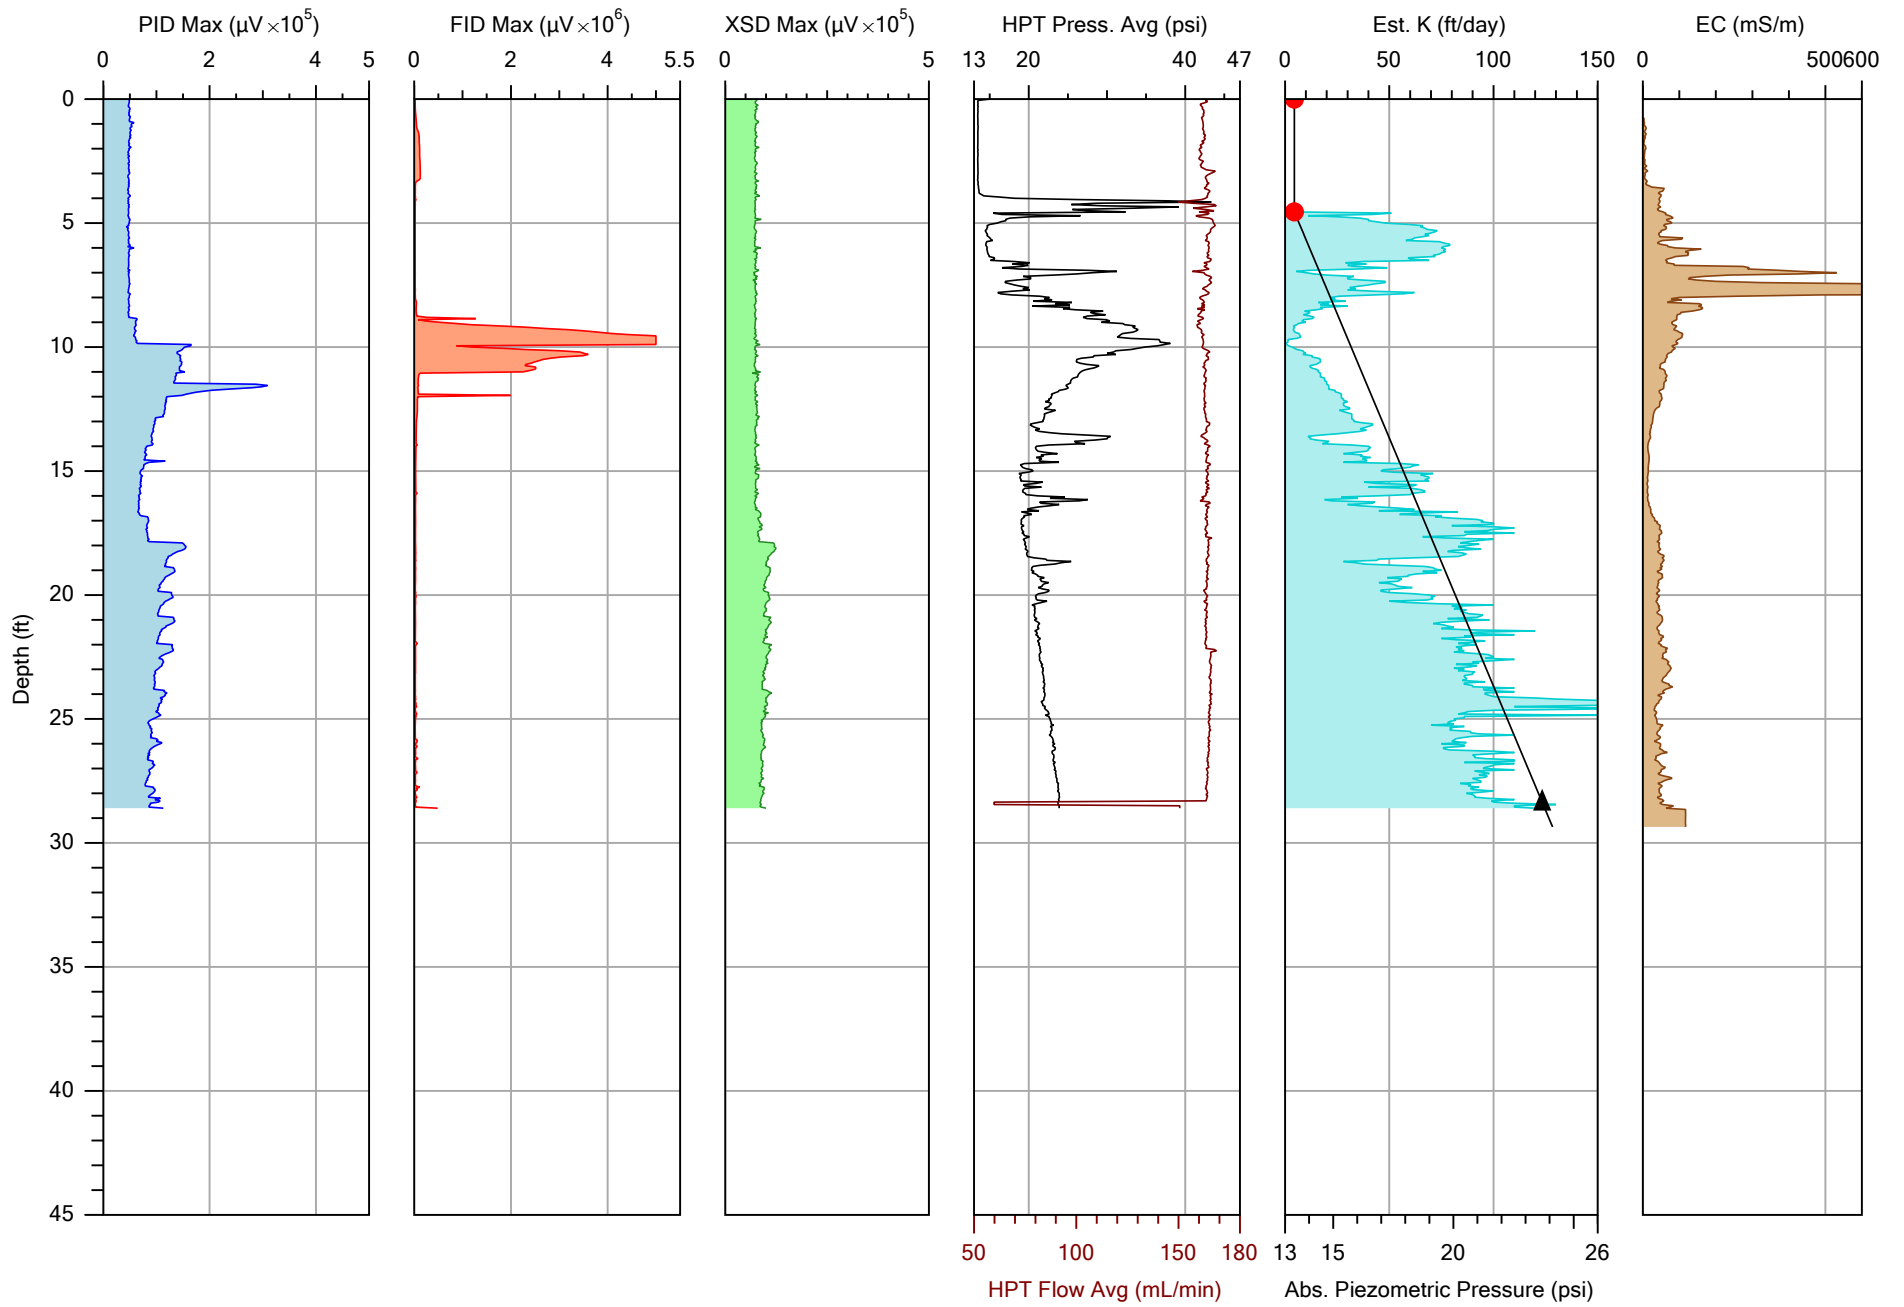 PID Max (µV ×10⁵) FID Max (µV ×10⁶) XSD Max (µV ×10⁵) HPT Press. Avg (psi) Est. K (ft/day) EC (mS/m)
0 2 4 5 0 2 4 5.5 0 5 13 20 40 47 0 50 100 150 0 500 600
0
5
10
15
20
25
30
35
40
45
Depth (ft)
50 100 150 180 13 15 20 26
HPT Flow Avg (mL/min) Abs. Piezometric Pressure (psi)